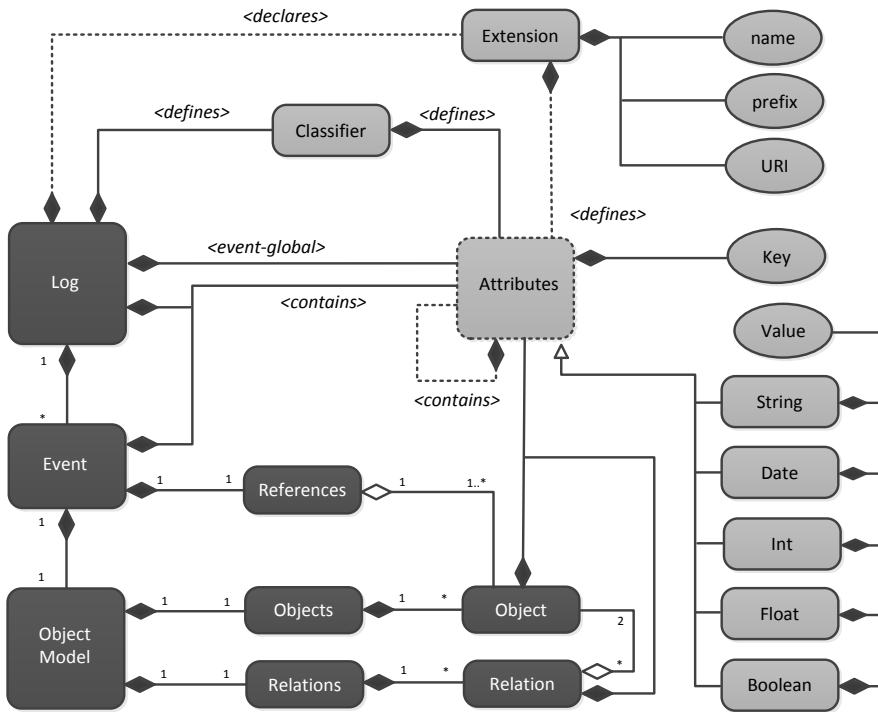 <declares>
Extension
name
prefix
URI
<defines>
Classifier
<defines>
<defines>
Log
<event-global>
Attributes
Key
<contains>
Value
1
<contains>
*
String
Event
1
1
References
1
1..*
Date
1
Int
1
Object
Model
1
1
Objects
1
*
Object
2
Float
1
1
Relations
1
*
Relation
*
Boolean